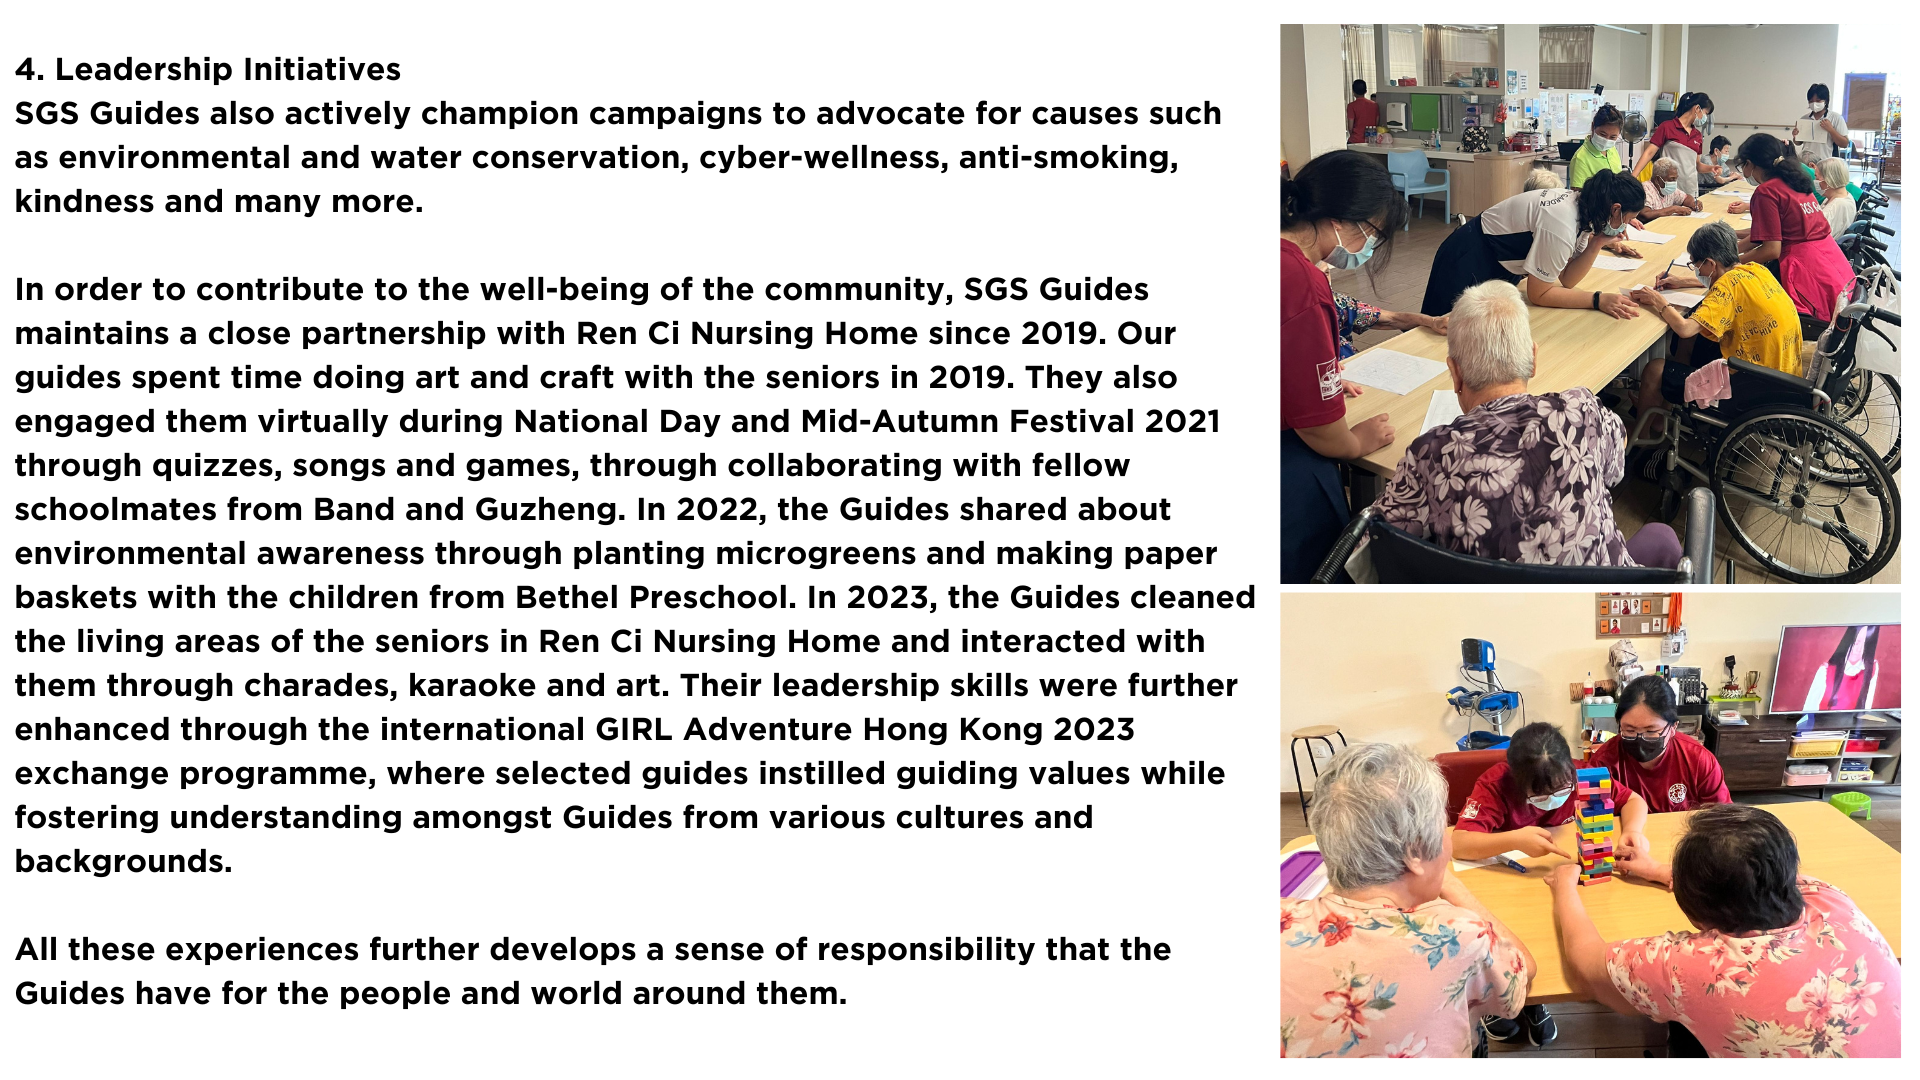 4. Leadership Initiatives
SGS Guides also actively champion campaigns to advocate for causes such
as environmental and water conservation, cyber-wellness, anti-smoking,
kindness and many more.
In order to contribute to the well-being of the community, SGS Guides
maintains a close partnership with Ren Ci Nursing Home since 2019. Our
guides spent time doing art and craft with the seniors in 2019. They also
engaged them virtually during National Day and Mid-Autumn Festival 2021
through quizzes, songs and games, through collaborating with fellow
schoolmates from Band and Guzheng. In 2022, the Guides shared about
environmental awareness through planting microgreens and making paper
baskets with the children from Bethel Preschool. In 2023, the Guides cleaned
the living areas of the seniors in Ren Ci Nursing Home and interacted with
them through charades, karaoke and art. Their leadership skills were further
enhanced through the international GIRL Adventure Hong Kong 2023
exchange programme, where selected guides instilled guiding values while
fostering understanding amongst Guides from various cultures and
backgrounds.
All these experiences further develops a sense of responsibility that the
Guides have for the people and world around them.